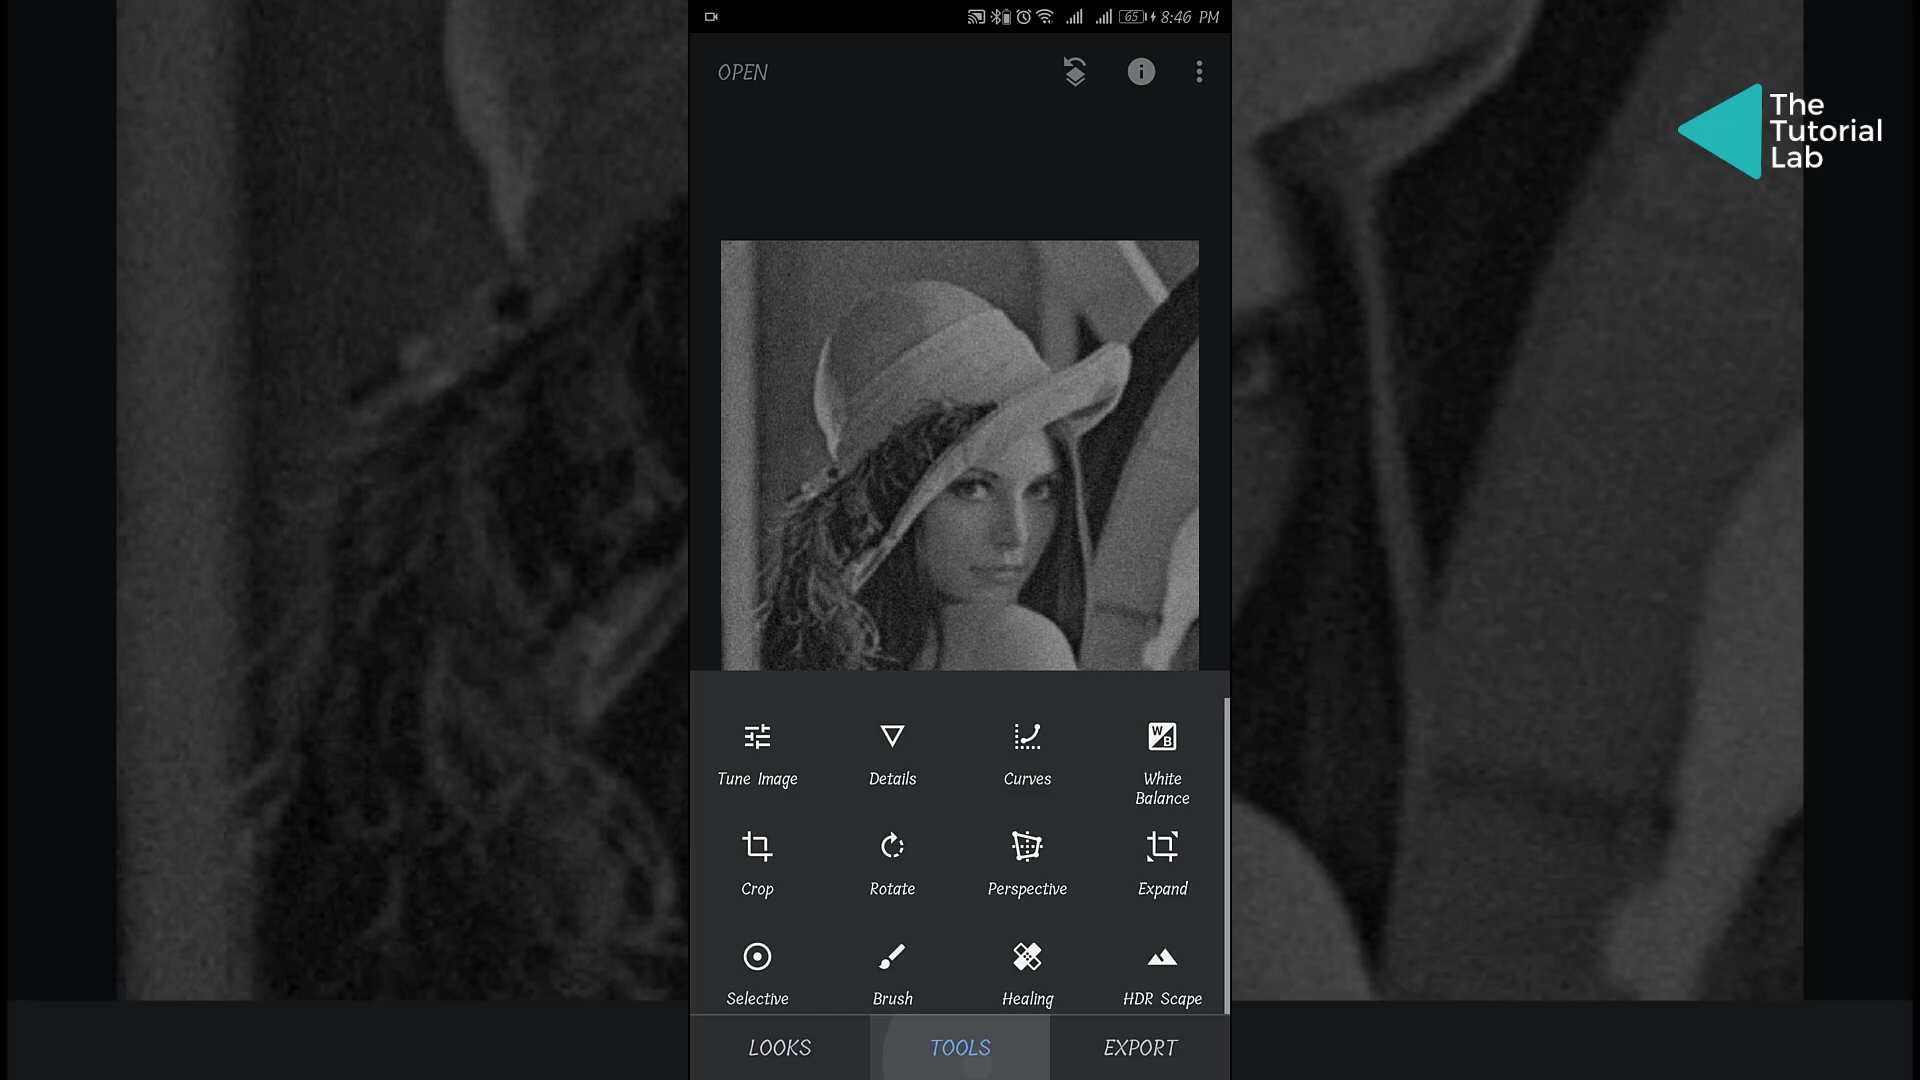 65 8:46 PM
OPEN
The
Tutorial
Lab
Tune Image
Details
Curves
White
Balance
W
B
Crop
Rotate
Perspective
Expand
Selective
Brush
Healing
HDR Scape
LOOKS
TOOLS
EXPORT